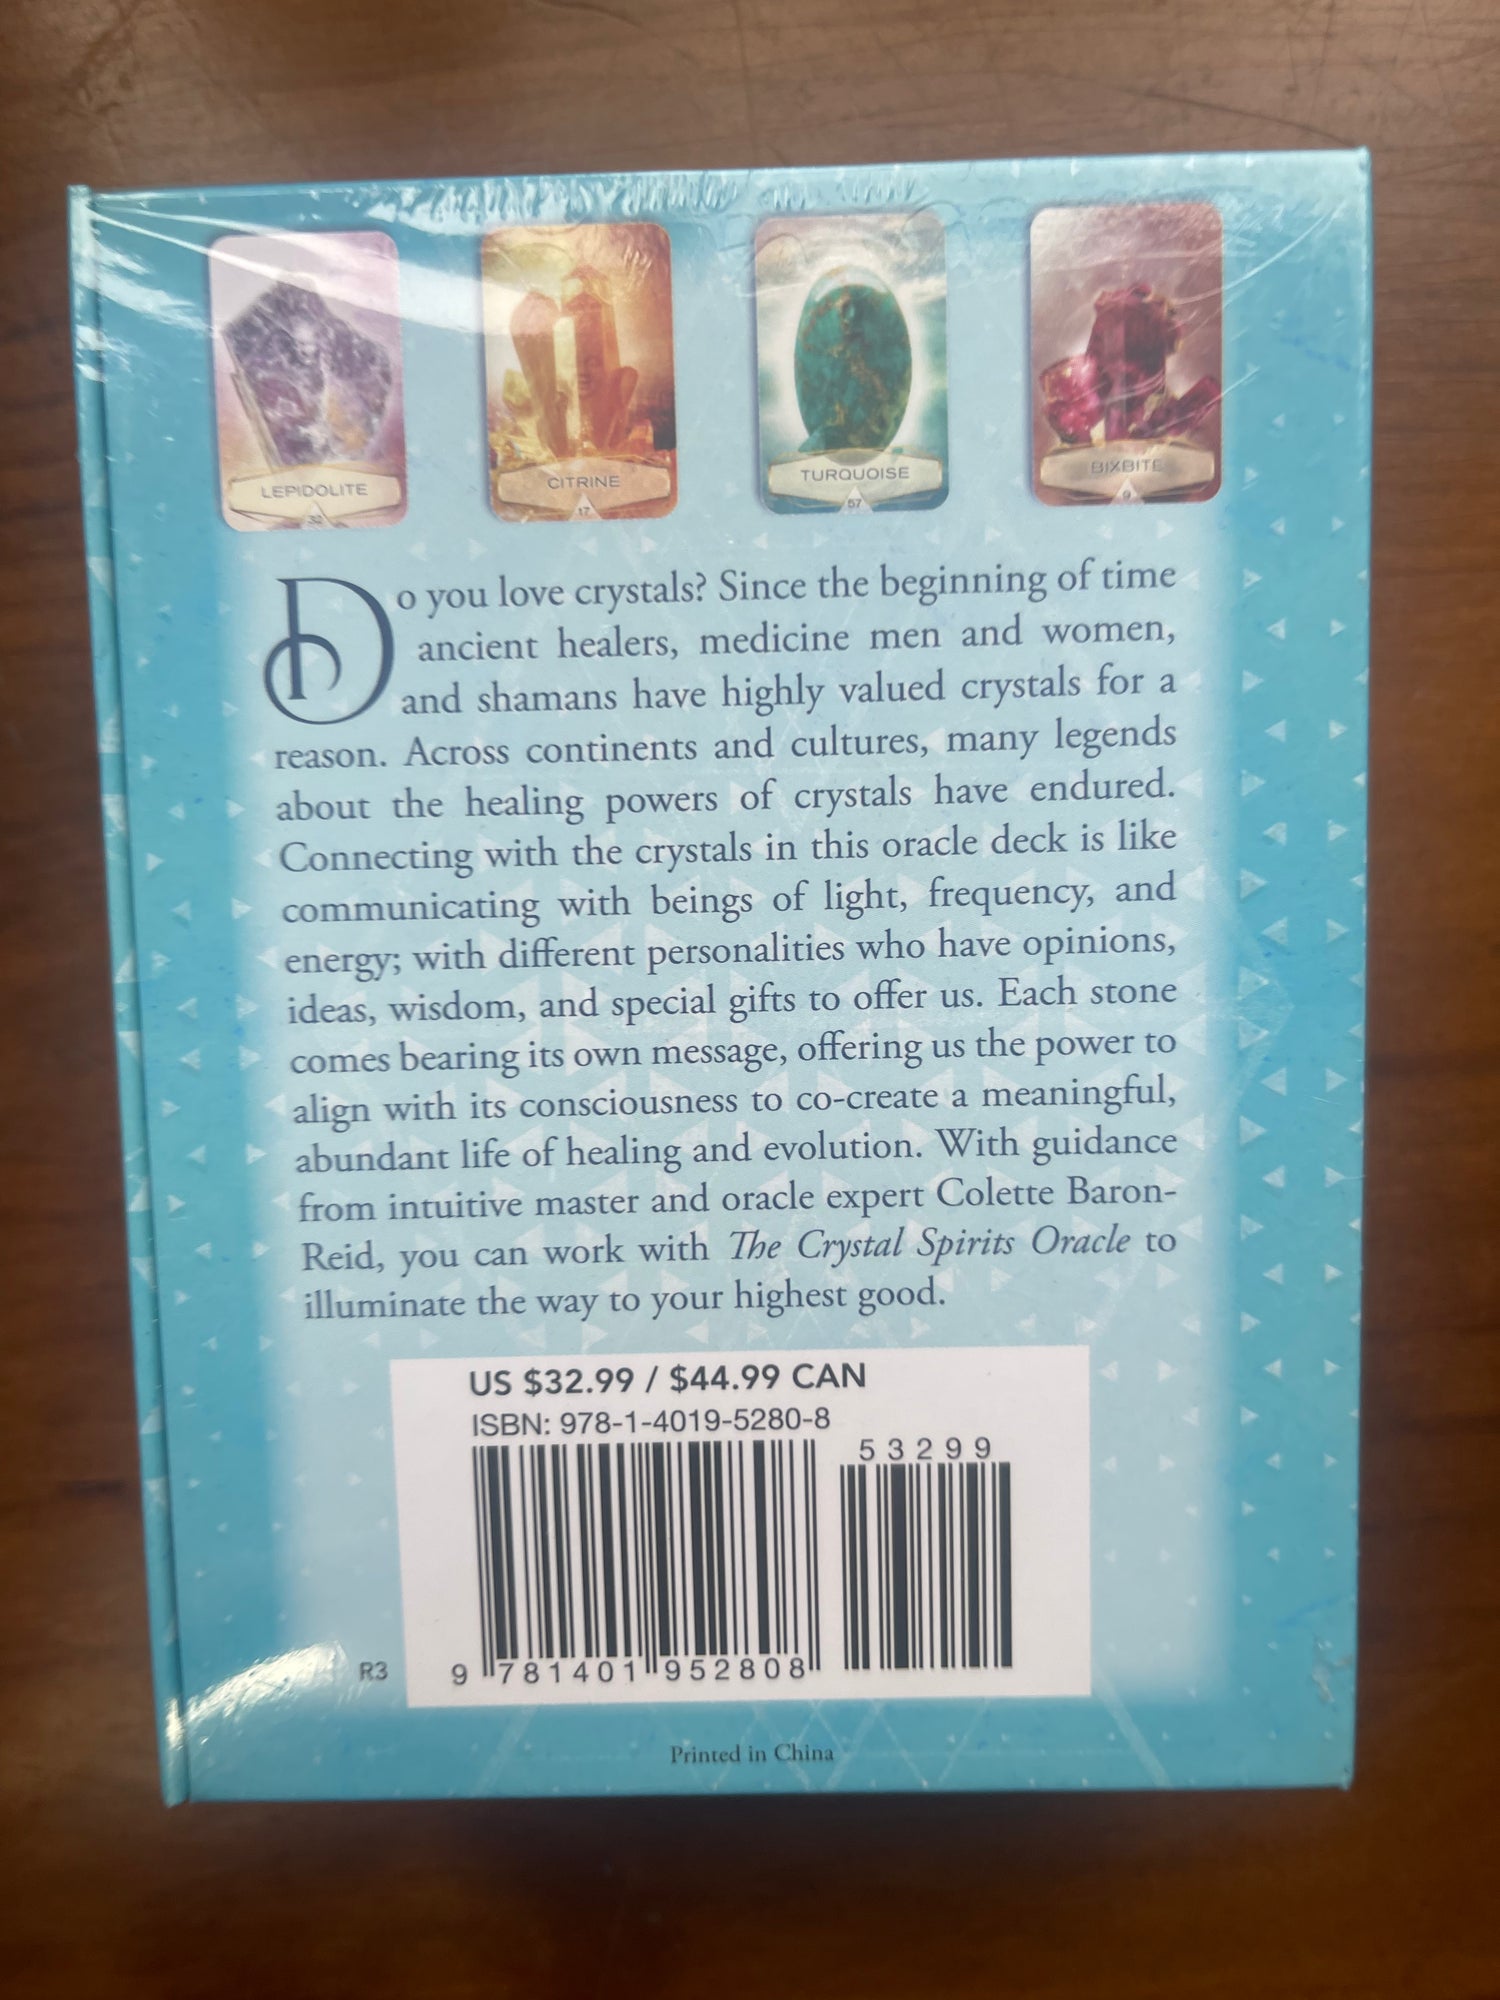 LEPIDOLITE
32
CITRINE
17
TURQUOISE
57
BIXBITE
9
Do you love crystals? Since the beginning of time
ancient healers, medicine men and women,
and shamans have highly valued crystals for a
reason. Across continents and cultures, many legends
about the healing powers of crystals have endured.
Connecting with the crystals in this oracle deck is like
communicating with beings of light, frequency, and
energy; with different personalities who have opinions,
ideas, wisdom, and special gifts to offer us. Each stone
comes bearing its own message, offering us the power to
align with its consciousness to co-create a meaningful,
abundant life of healing and evolution. With guidance
from intuitive master and oracle expert Colette Baron-
Reid, you can work with The Crystal Spirits Oracle to
illuminate the way to your highest good.
US $32.99 / $44.99 CAN
ISBN: 978-1-4019-5280-8
53299
R3
9 781401 952808
Printed in China